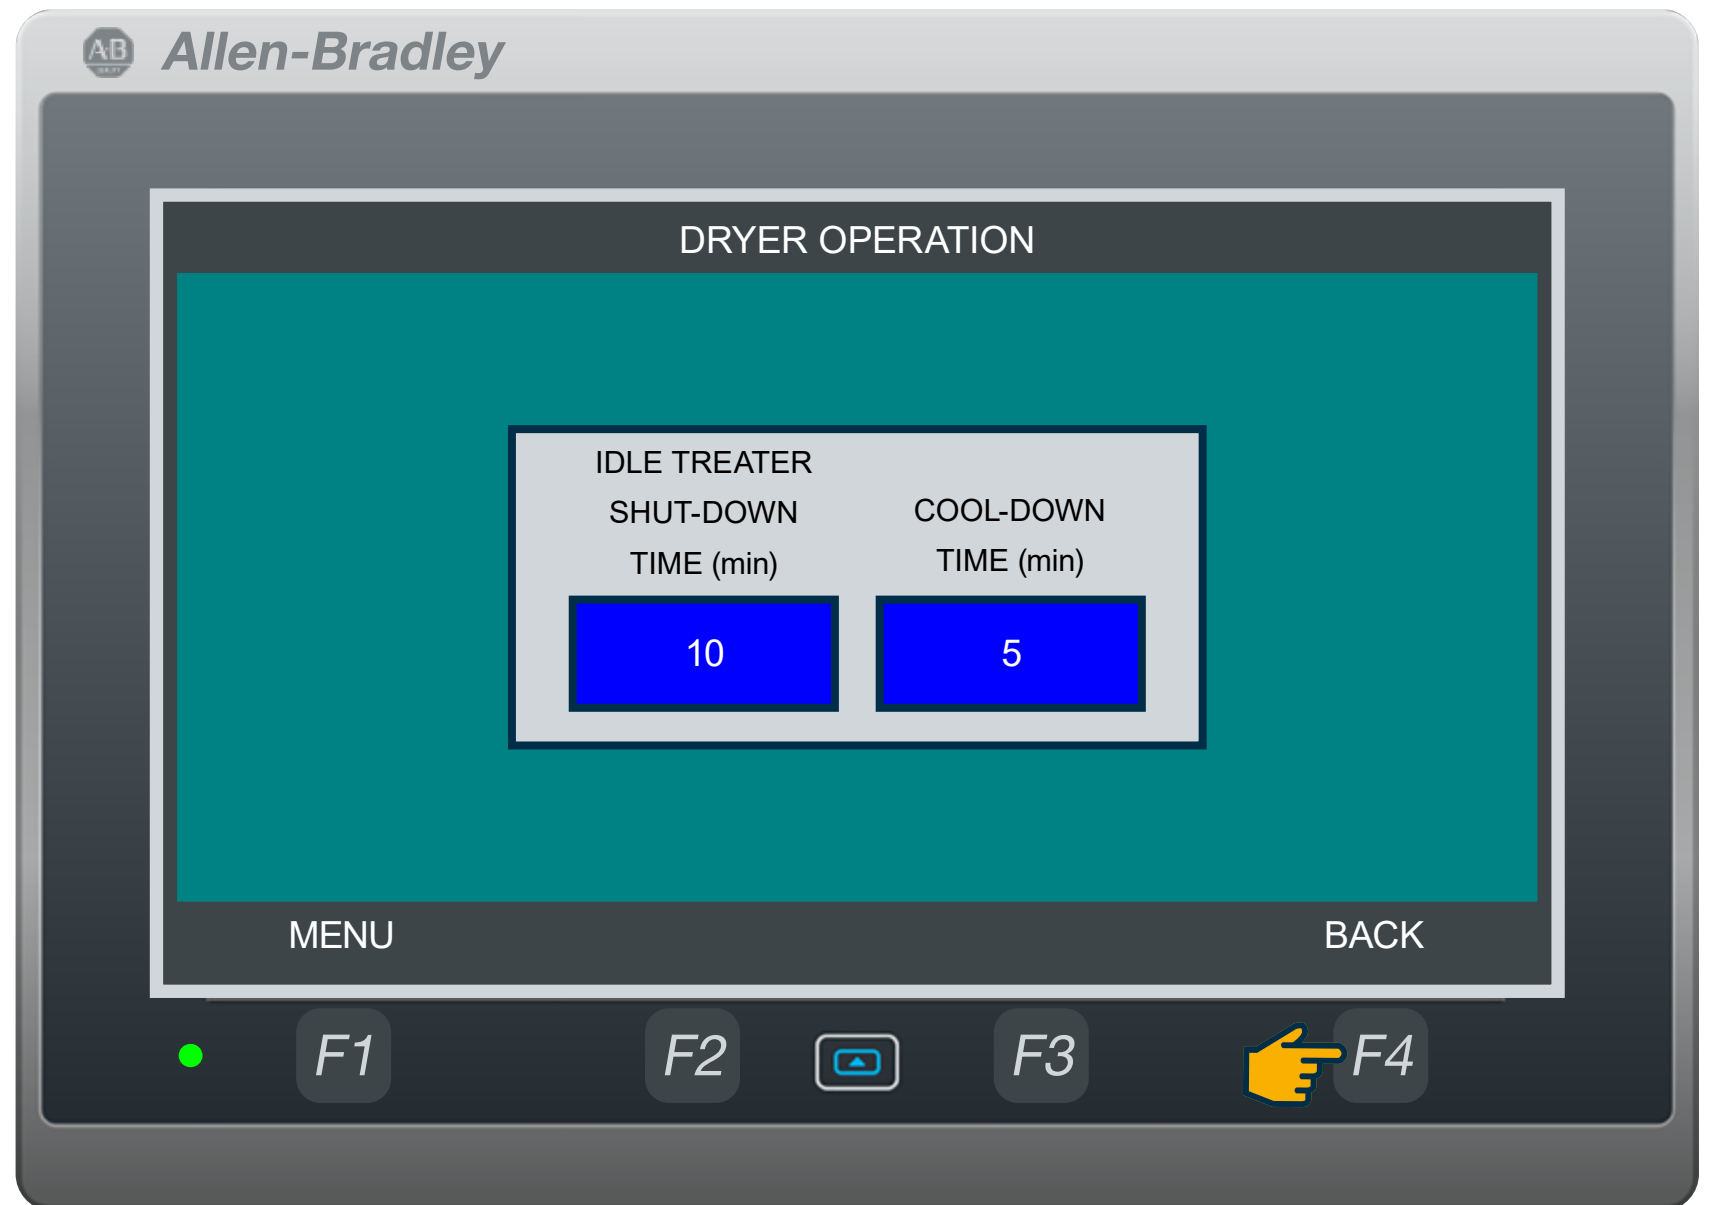 Allen-Bradley
DRYER OPERATION
IDLE TREATER
SHUT-DOWN
TIME (min)
COOL-DOWN
TIME (min)
10
5
MENU
BACK
F1
F2
F3
F4